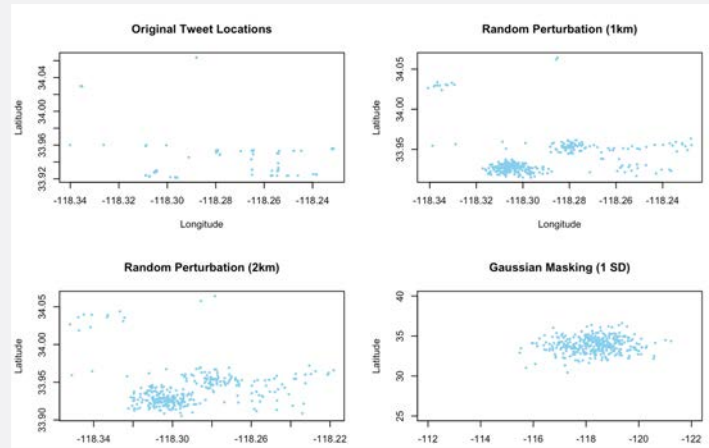 Original Tweet Locations
Latitude
34.04
34.00
33.96
33.92
-118.34 -118.32 -118.30 -118.28 -118.26 -118.24
Longitude
Random Perturbation (1km)
Latitude
34.05
34.00
33.95
-118.34 -118.32 -118.30 -118.28 -118.26 -118.24
Longitude
Random Perturbation (2km)
Latitude
34.05
34.00
33.95
33.90
-118.34 -118.30 -118.26 -118.22
Gaussian Masking (1 SD)
Latitude
40
35
30
25
-112 -114 -116 -118 -120 -122